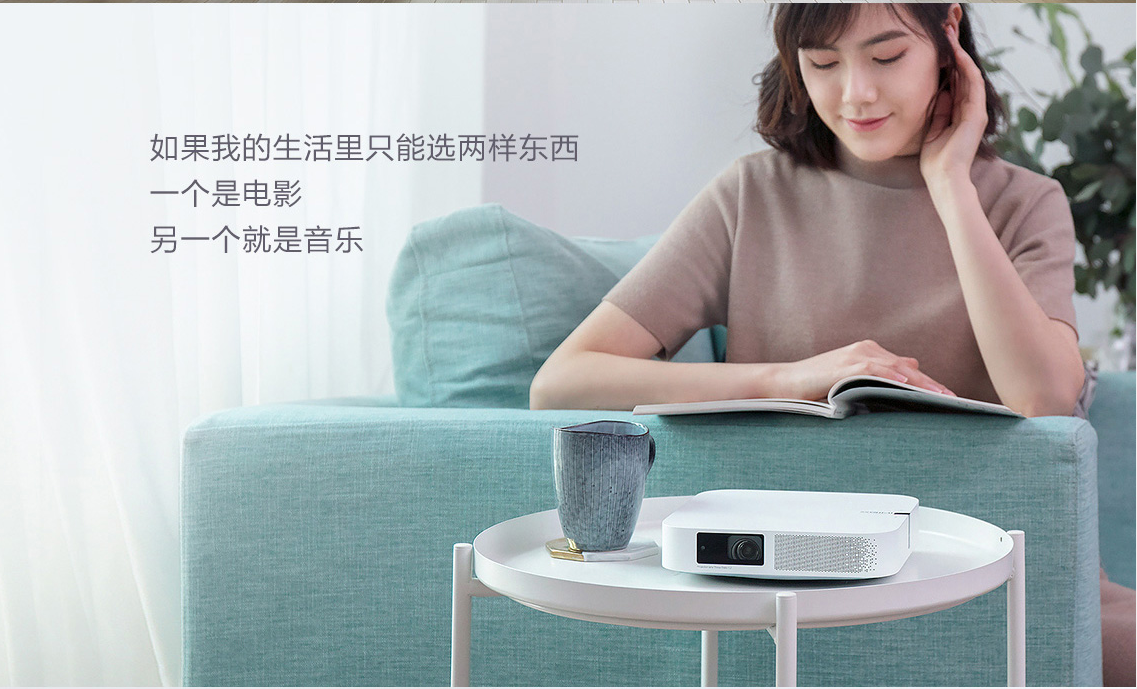 如果我的生活里只能选两样东西
一个是电影
另一个就是音乐